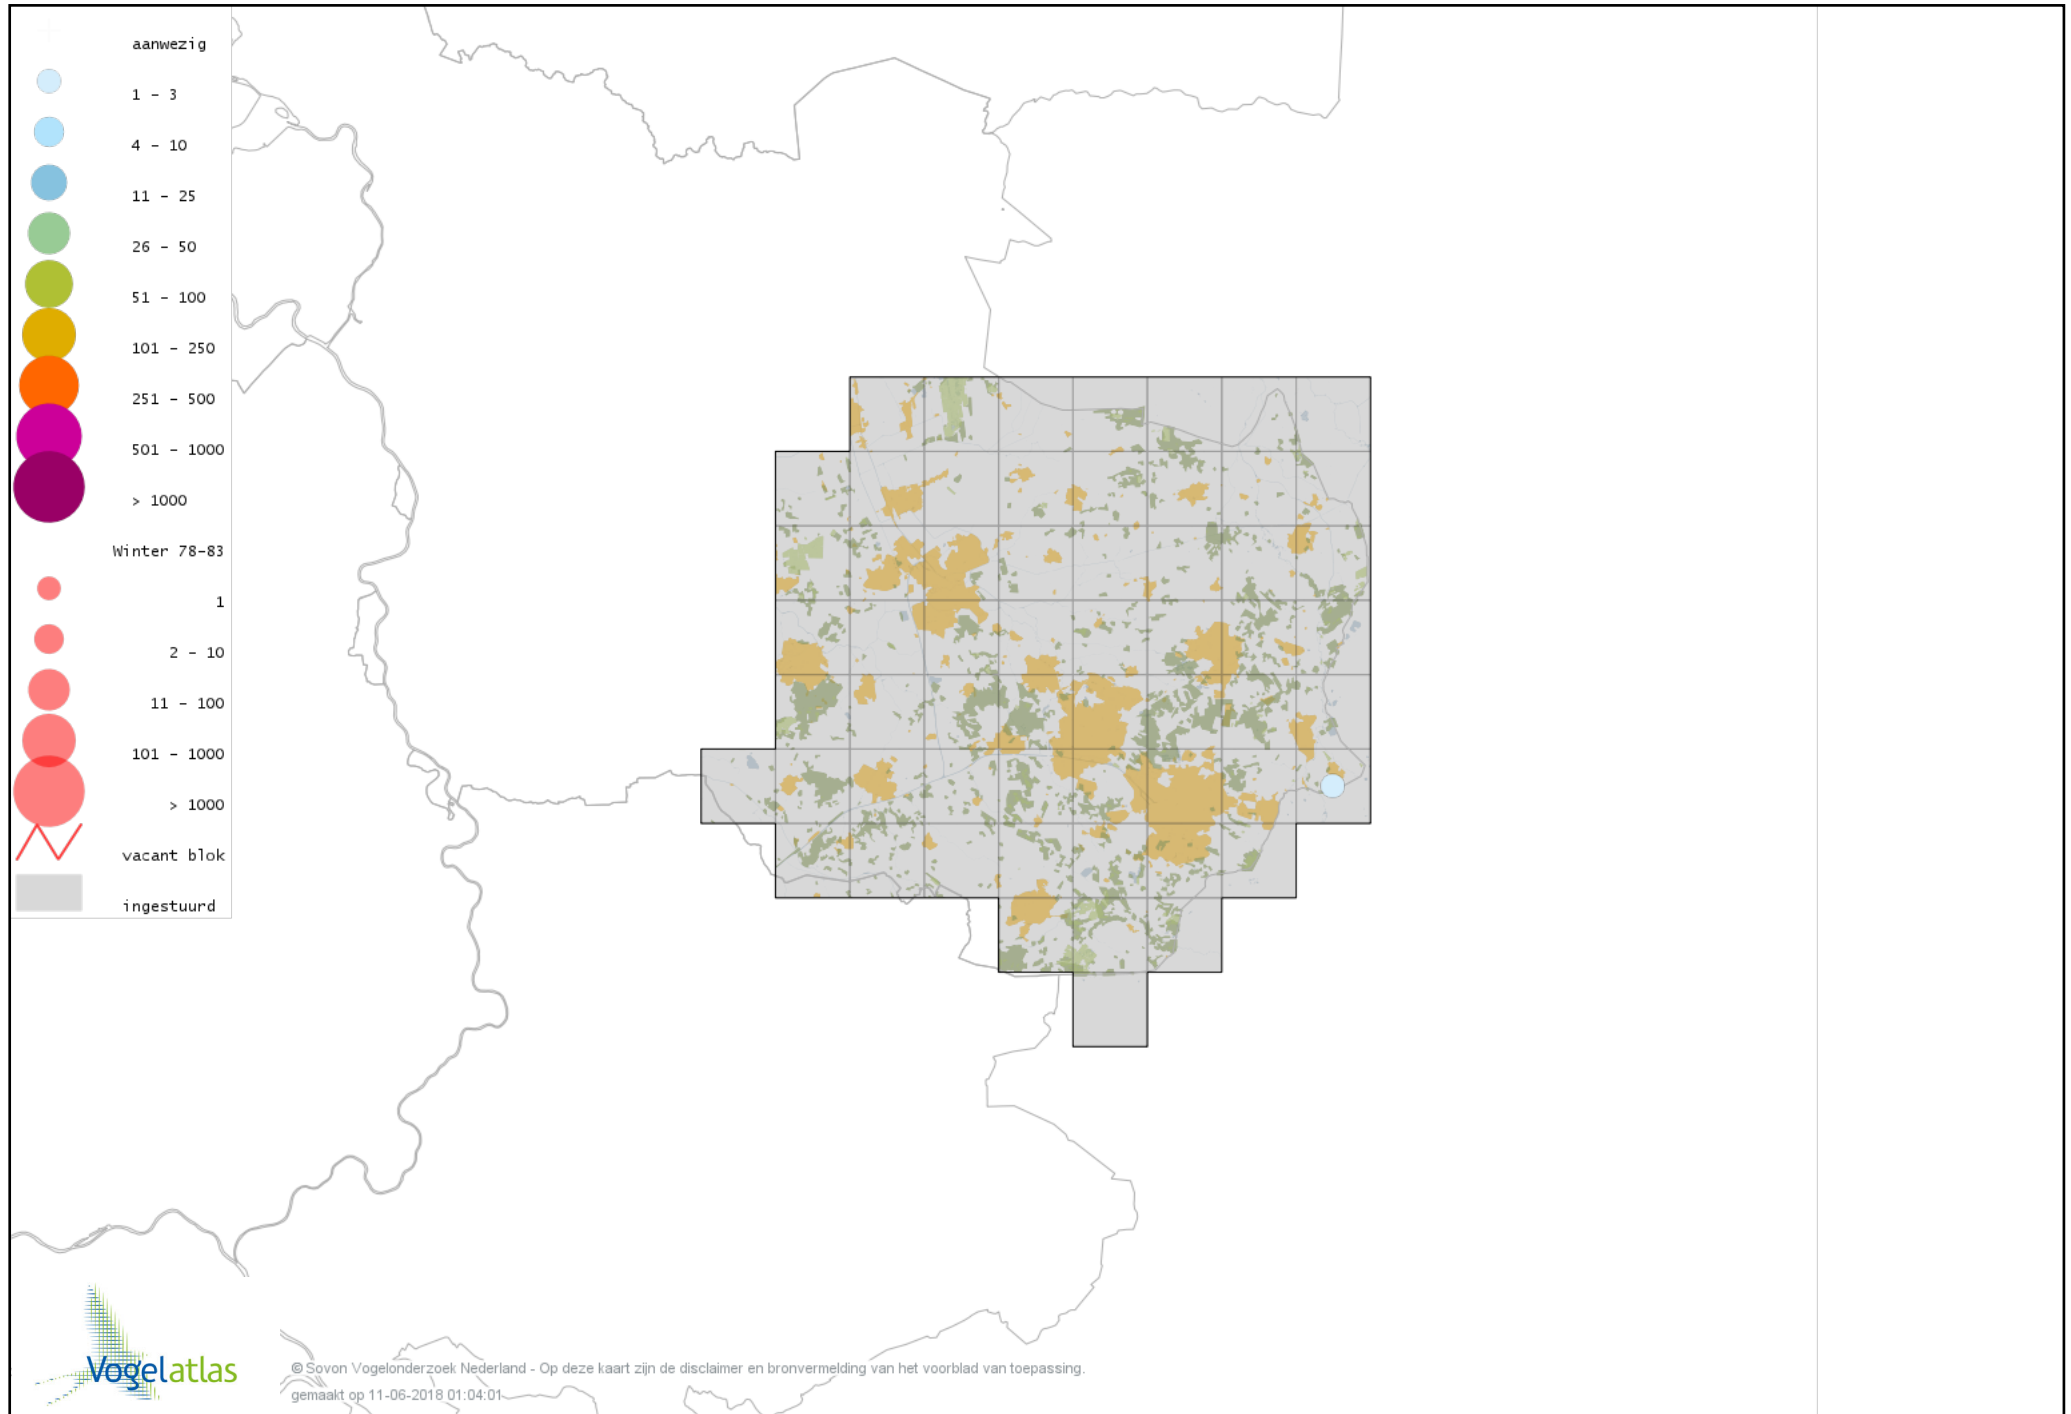 aanwezig
1 - 3
4 - 10
11 - 25
26 - 50
51 - 100
101 - 250
251 - 500
501 - 1000
> 1000
Winter 78-83
1
2 - 10
11 - 100
101 - 1000
> 1000
vacant blok
ingestuurd
Vogelatlas
© Sovon Vogelonderzoek Nederland - Op deze kaart zijn de disclaimer en bronvermelding van het voorblad van toepassing.
gemaakt op 11-06-2018 01:04:01